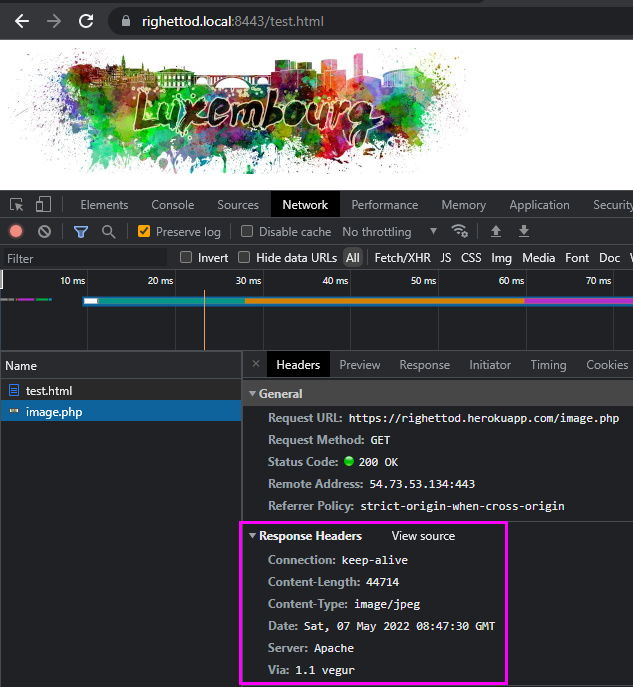 righettod.local:8443/test.html
Luxembourg
Elements Console Sources Network Performance Memory Application Security
Preserve log Disable cache No throttling
Filter Invert Hide data URLs All Fetch/XHR JS CSS Img Media Font Doc
10 ms 20 ms 30 ms 40 ms 50 ms 60 ms 70 ms
Name × Headers Preview Response Initiator Timing Cookies
test.html
image.php
General
Request URL: https://righettod.herokuapp.com/image.php
Request Method: GET
Status Code: 200 OK
Remote Address: 54.73.53.134:443
Referrer Policy: strict-origin-when-cross-origin
Response Headers View source
Connection: keep-alive
Content-Length: 44714
Content-Type: image/jpeg
Date: Sat, 07 May 2022 08:47:30 GMT
Server: Apache
Via: 1.1 vegur